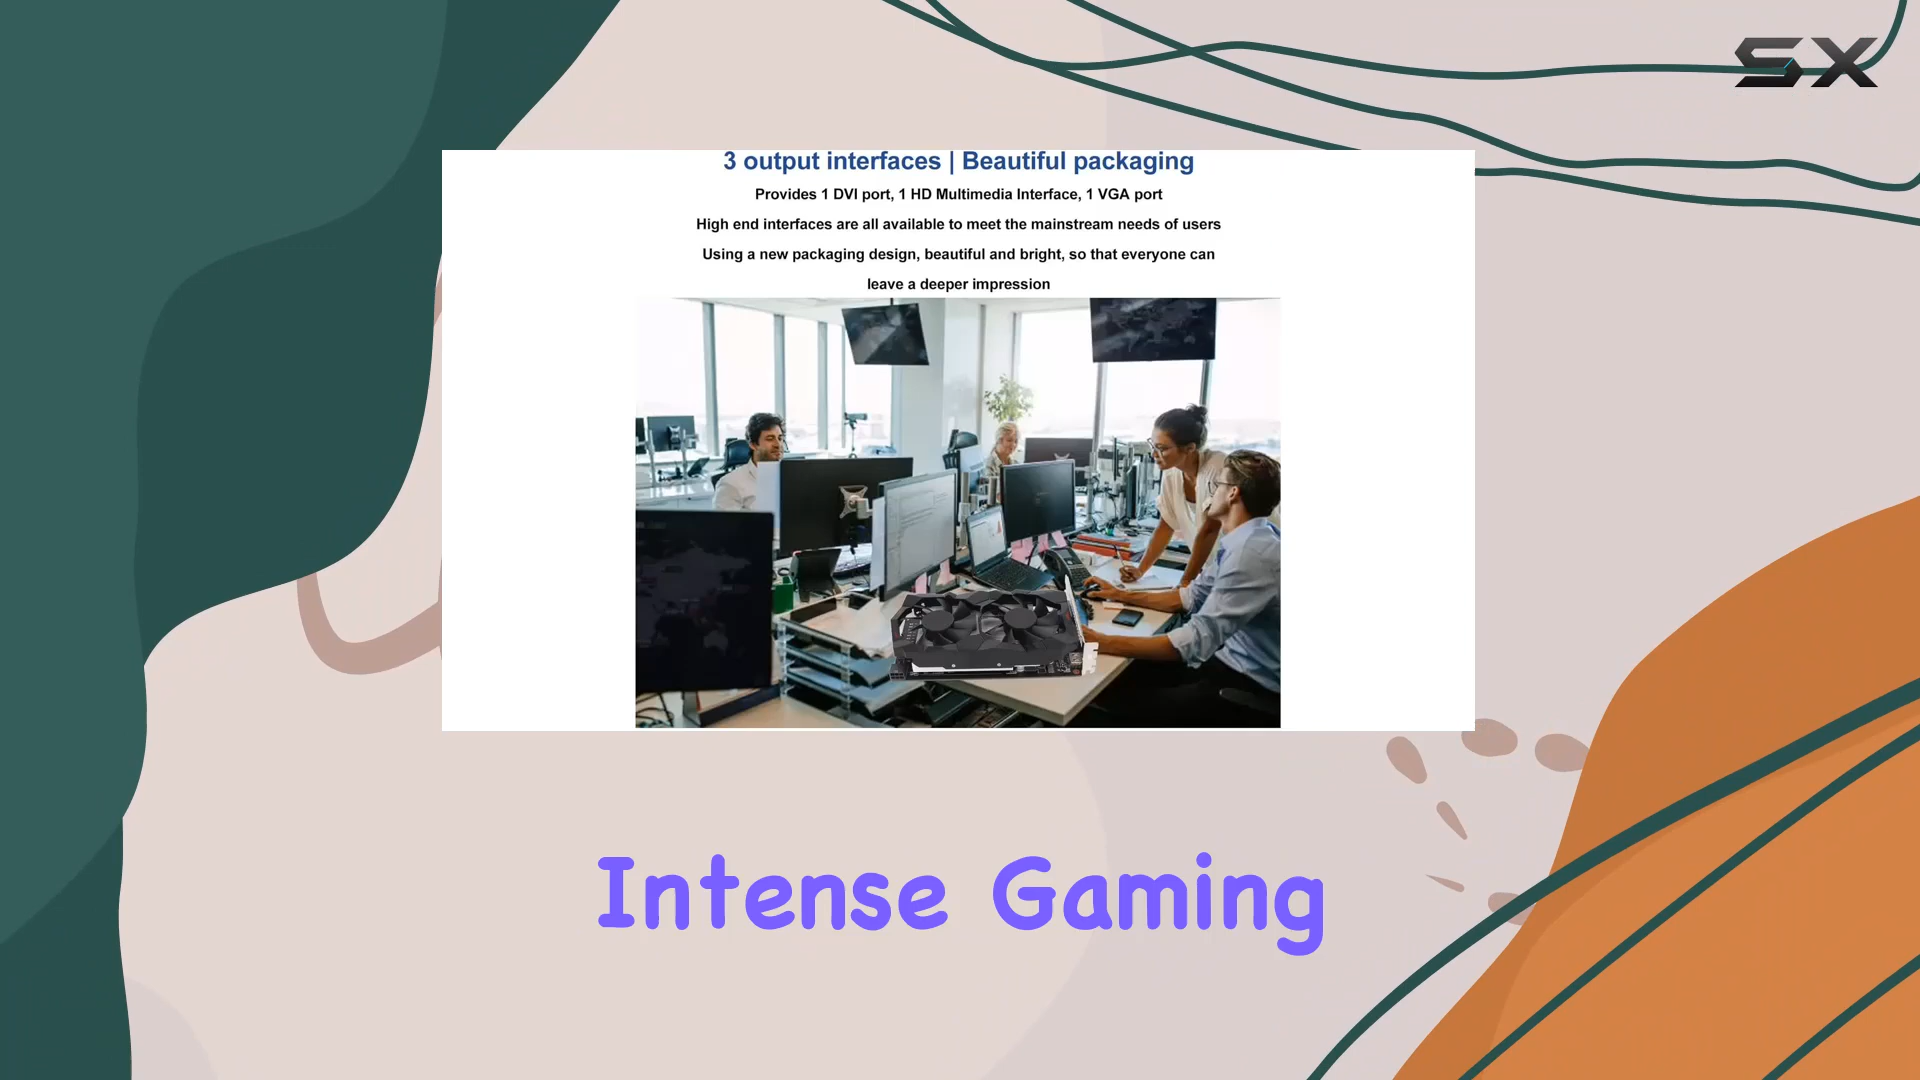 SX
3 output interfaces | Beautiful packaging
Provides 1 DVI port, 1 HD Multimedia Interface, 1 VGA port
High end interfaces are all available to meet the mainstream needs of users
Using a new packaging design, beautiful and bright, so that everyone can
leave a deeper impression
Intense Gaming